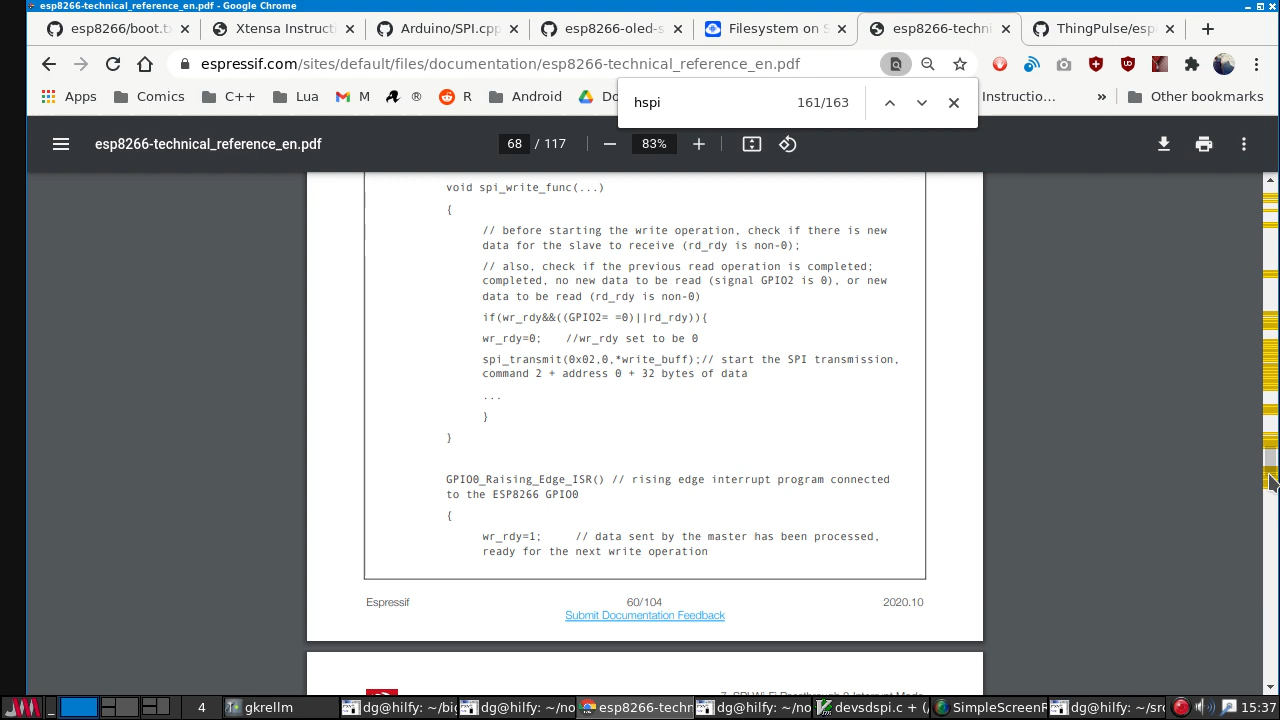 esp8266-technical_reference_en.pdf - Google Chrome
esp8266/boot.tx
Xtensa Instructi
Arduino/SPI.cpp
esp8266-oled-s
Filesystem on S
esp8266-techni
ThingPulse/esp
espressif.com/sites/default/files/documentation/esp8266-technical_reference_en.pdf
Apps Comics C++ Lua M ® R Android Do Instructio... » Other bookmarks
hspi 161/163
esp8266-technical_reference_en.pdf 68 / 117 83%
void spi_write_func(...)
{
// before starting the write operation, check if there is new
data for the slave to receive (rd_rdy is non-0);
// also, check if the previous read operation is completed;
completed, no new data to be read (signal GPIO2 is 0), or new
data to be read (rd_rdy is non-0)
if(wr_rdy&&((GPIO2= =0)||rd_rdy)){
wr_rdy=0; //wr_rdy set to be 0
spi_transmit(0x02,0,*write_buff);// start the SPI transmission,
command 2 + address 0 + 32 bytes of data
...
}
}
GPIO0_Raising_Edge_ISR() // rising edge interrupt program connected
to the ESP8266 GPIO0
{
wr_rdy=1; // data sent by the master has been processed,
ready for the next write operation
Espressif 60/104 2020.10
Submit Documentation Feedback
4 gkrellm dg@hilfy: ~/bi dg@hilfy: ~/no esp8266-techn dg@hilfy: ~/no devsdspi.c + (, SimpleScreenR dg@hilfy: ~/src 15:37